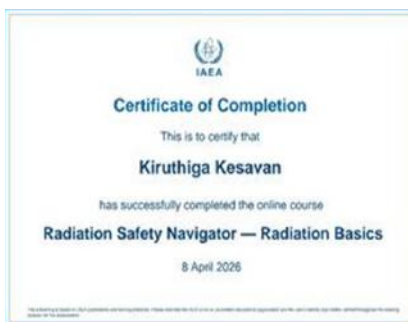 IAEA
Certificate of Completion
This is to certify that
Kiruthiga Kesavan
has successfully completed the online course
Radiation Safety Navigator — Radiation Basics
8 April 2026